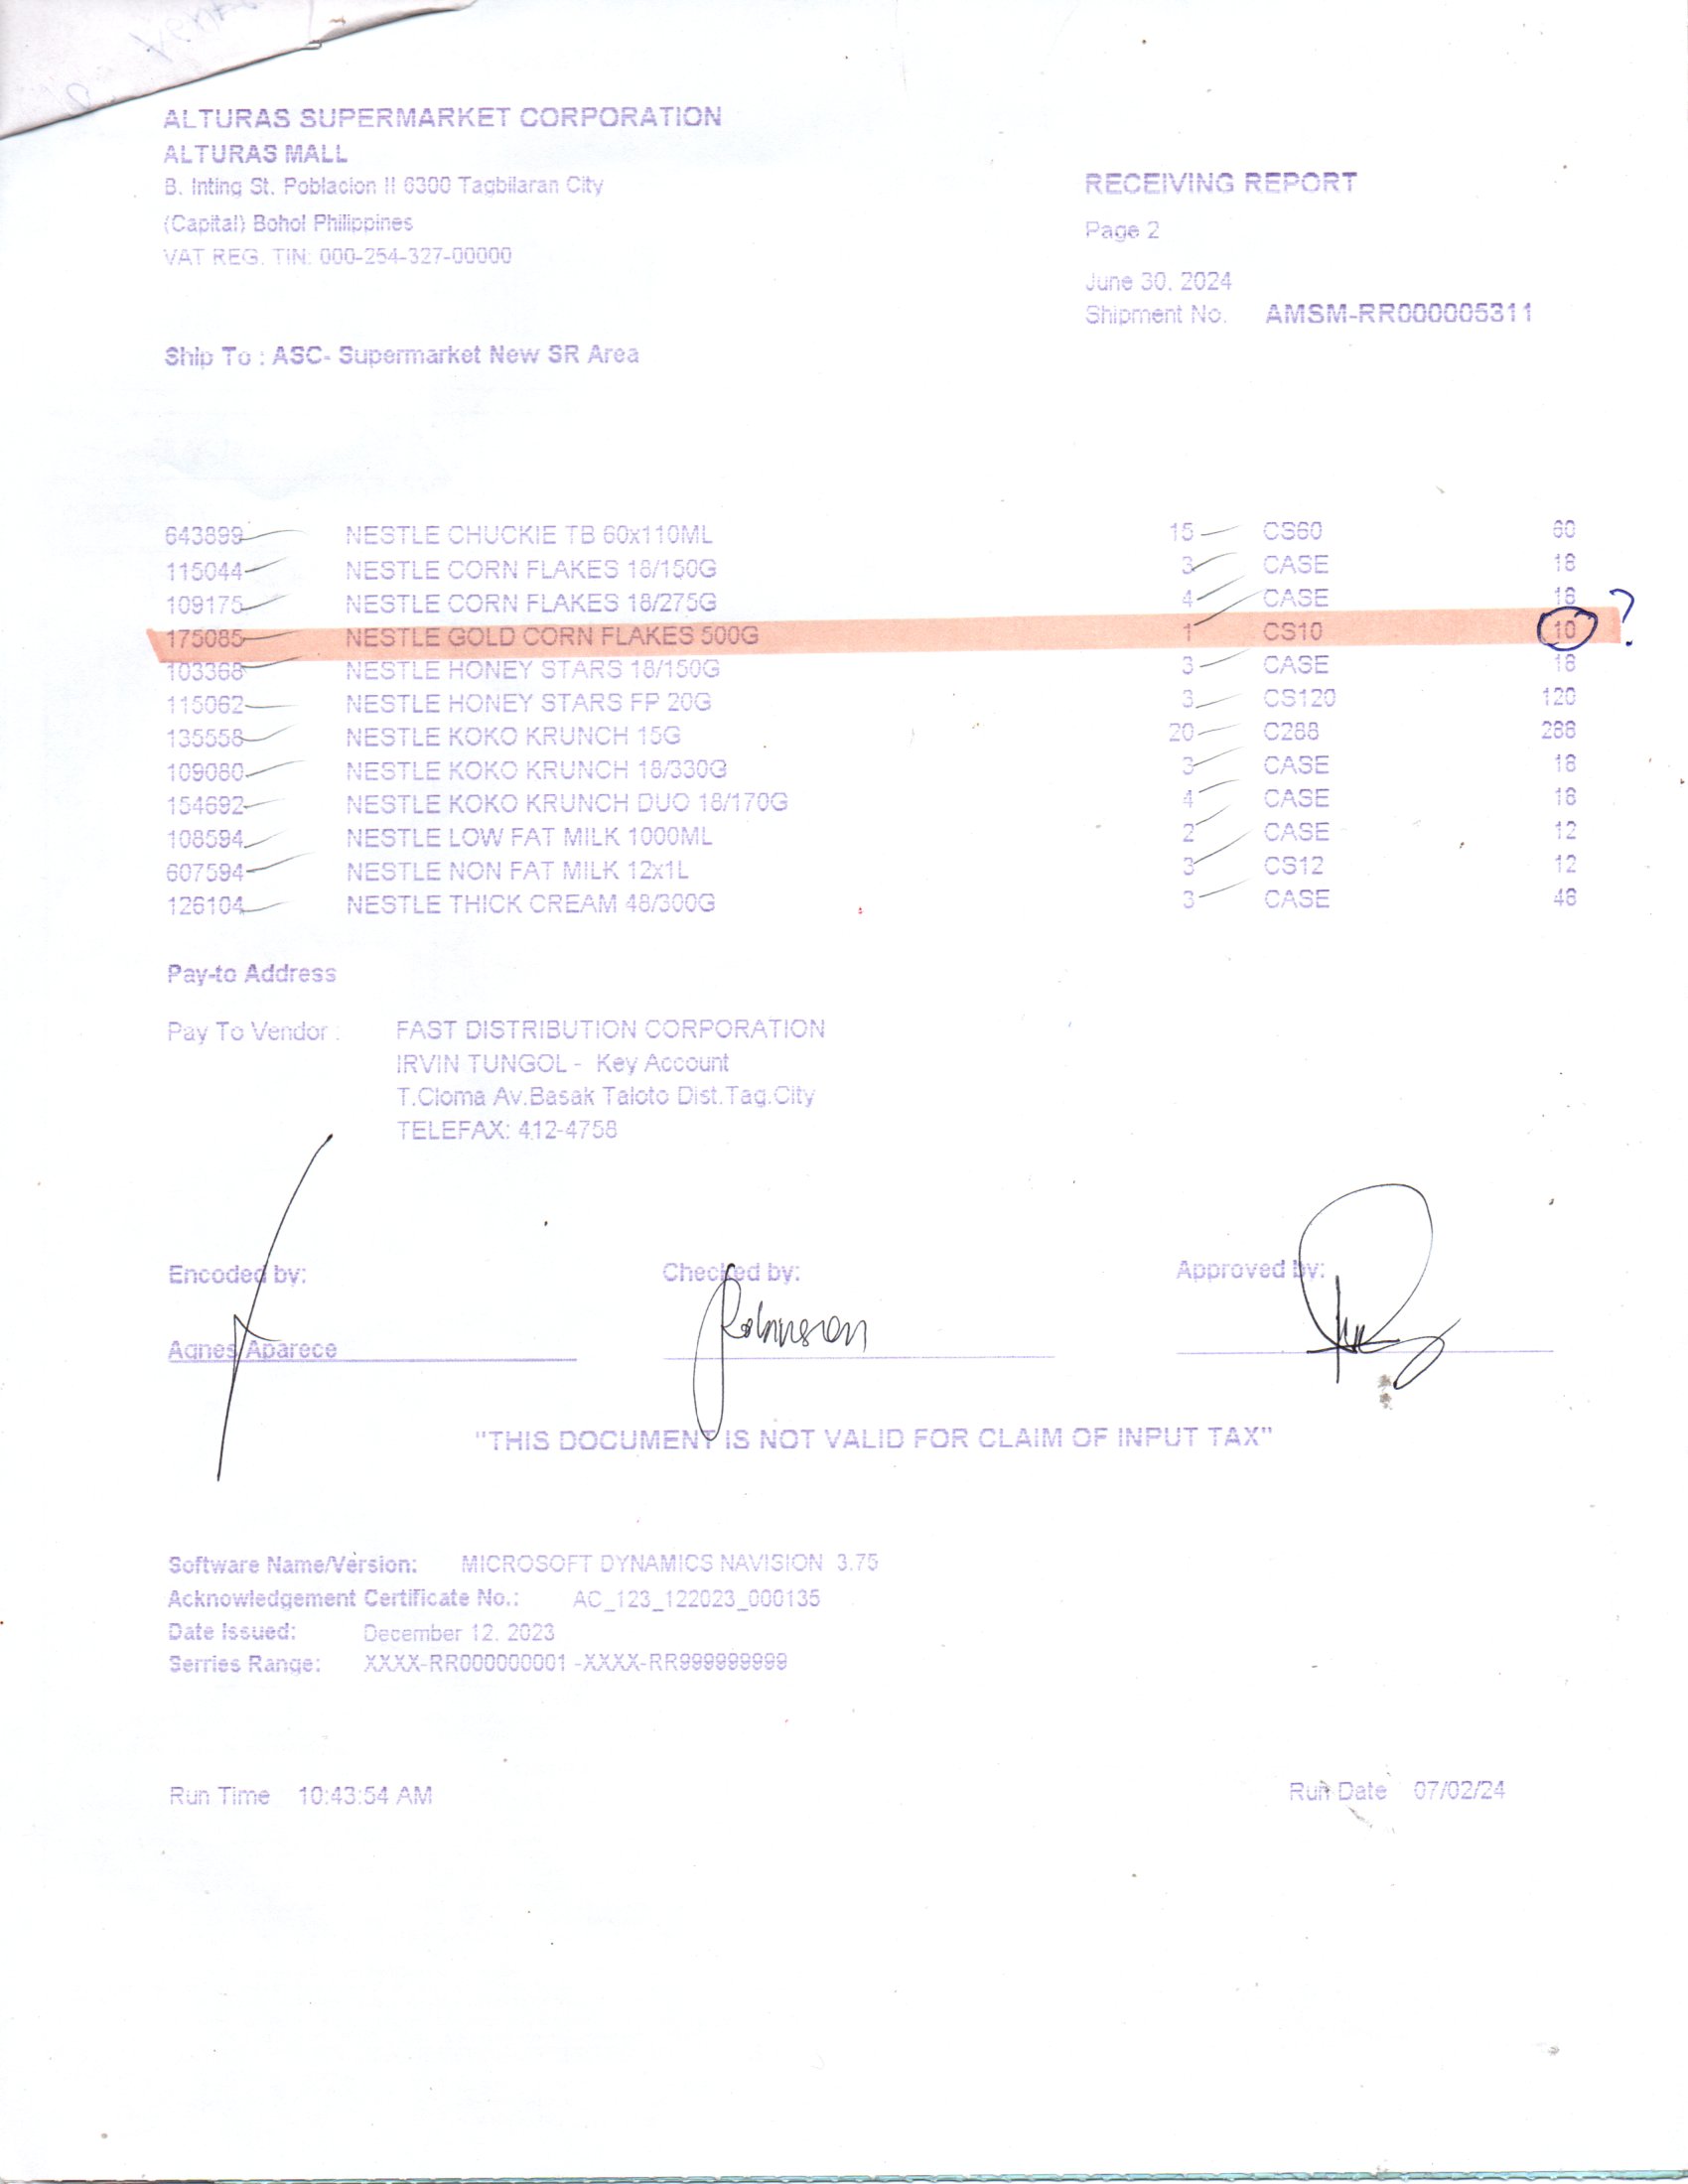 ALTURAS SUPERMARKET CORPORATION
ALTURAS MALL
B. Inting St. Poblacion II 6300 Tagbilaran City
(Capital) Bohol Philippines
VAT REG. TIN: 000-254-327-00000
RECEIVING REPORT
Page 2
June 30, 2024
Shipment No. AMSM-RR000005311
Ship To : ASC- Supermarket New SR Area
643899 NESTLE CHUCKIE TB 60x110ML 15 CS60 60
115044 NESTLE CORN FLAKES 18/150G 3 CASE 18
109175 NESTLE CORN FLAKES 18/275G 4 CASE 18
175085 NESTLE GOLD CORN FLAKES 500G 1 CS10 10 ?
103368 NESTLE HONEY STARS 18/150G 3 CASE 18
115062 NESTLE HONEY STARS FP 20G 3 CS120 120
135558 NESTLE KOKO KRUNCH 15G 20 C288 288
109080 NESTLE KOKO KRUNCH 18/330G 3 CASE 18
154692 NESTLE KOKO KRUNCH DUO 18/170G 4 CASE 18
108594 NESTLE LOW FAT MILK 1000ML 2 CASE 12
607594 NESTLE NON FAT MILK 12x1L 3 CS12 12
126104 NESTLE THICK CREAM 48/300G 3 CASE 48
Pay-to Address
Pay To Vendor : FAST DISTRIBUTION CORPORATION
IRVIN TUNGOL - Key Account
T.Cloma Av.Basak Taloto Dist.Tag.City
TELEFAX: 412-4758
Encoded by: Checked by: Approved by:
Agnes Aparece
"THIS DOCUMENT IS NOT VALID FOR CLAIM OF INPUT TAX"
Software Name/Version: MICROSOFT DYNAMICS NAVISION 3.75
Acknowledgement Certificate No.: AC_123_122023_000135
Date Issued: December 12, 2023
Serries Range: XXXX-RR000000001 -XXXX-RR999999999
Run Time 10:43:54 AM Run Date 07/02/24